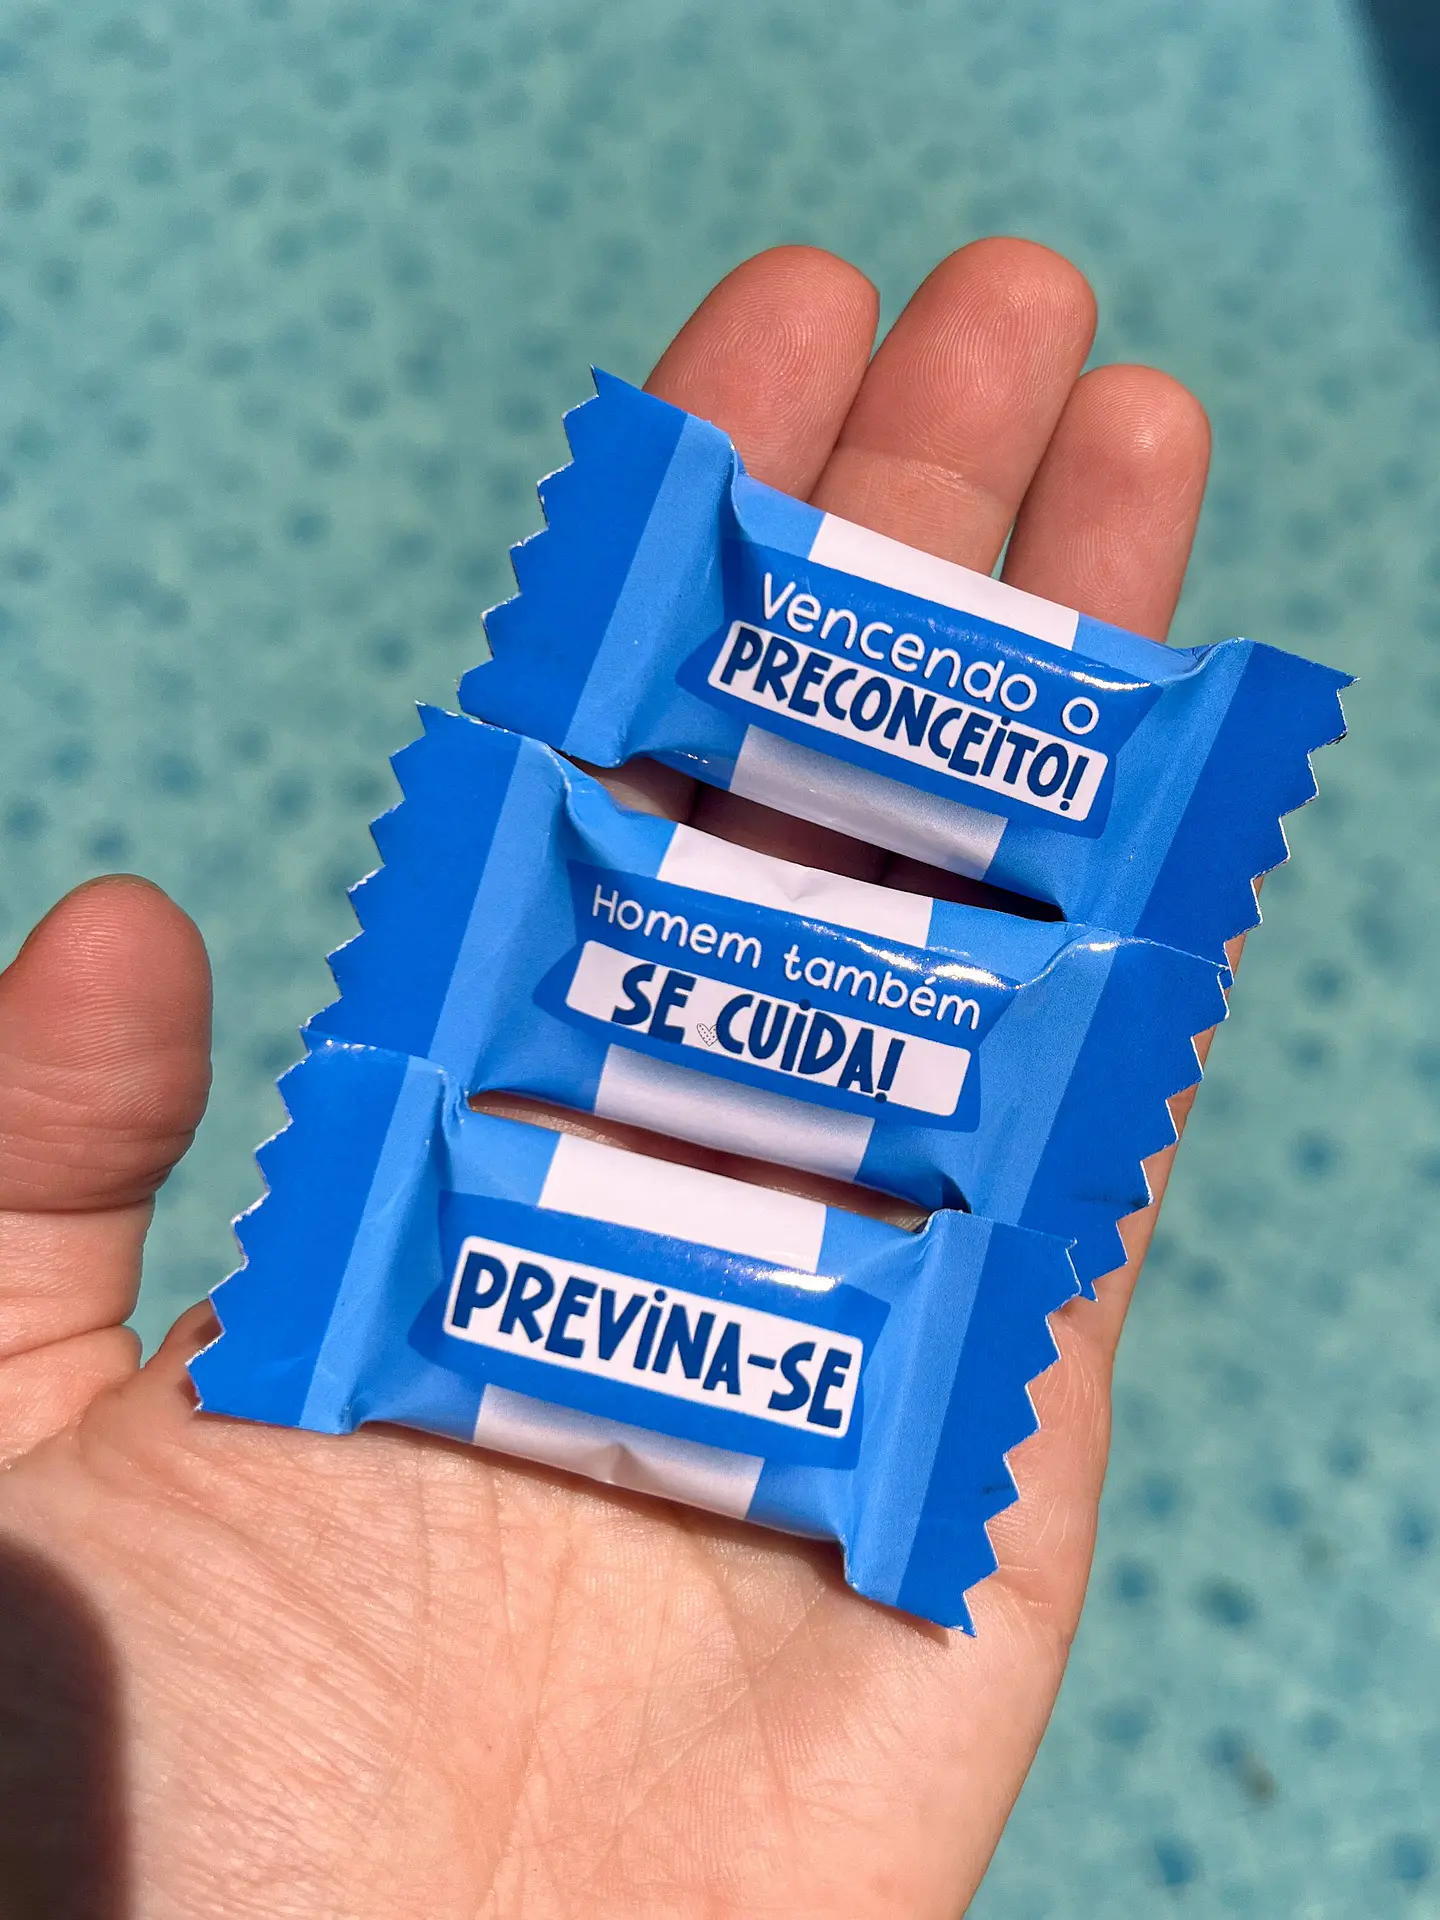 Vencendo o
PRECONCEiTO!
Homem também
SE CUiDA!
PREViNA-SE